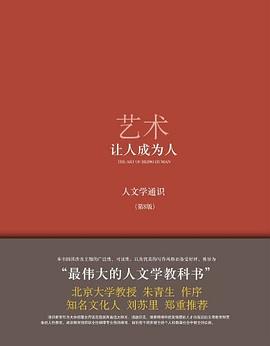 艺术
让人成为人
THE ART OF BEING HUMAN
人文学通识
（第8版）
“最伟大的人文学教科书”
北京大学教授 朱青生 作序
知名文化人 刘苏里 郑重推荐